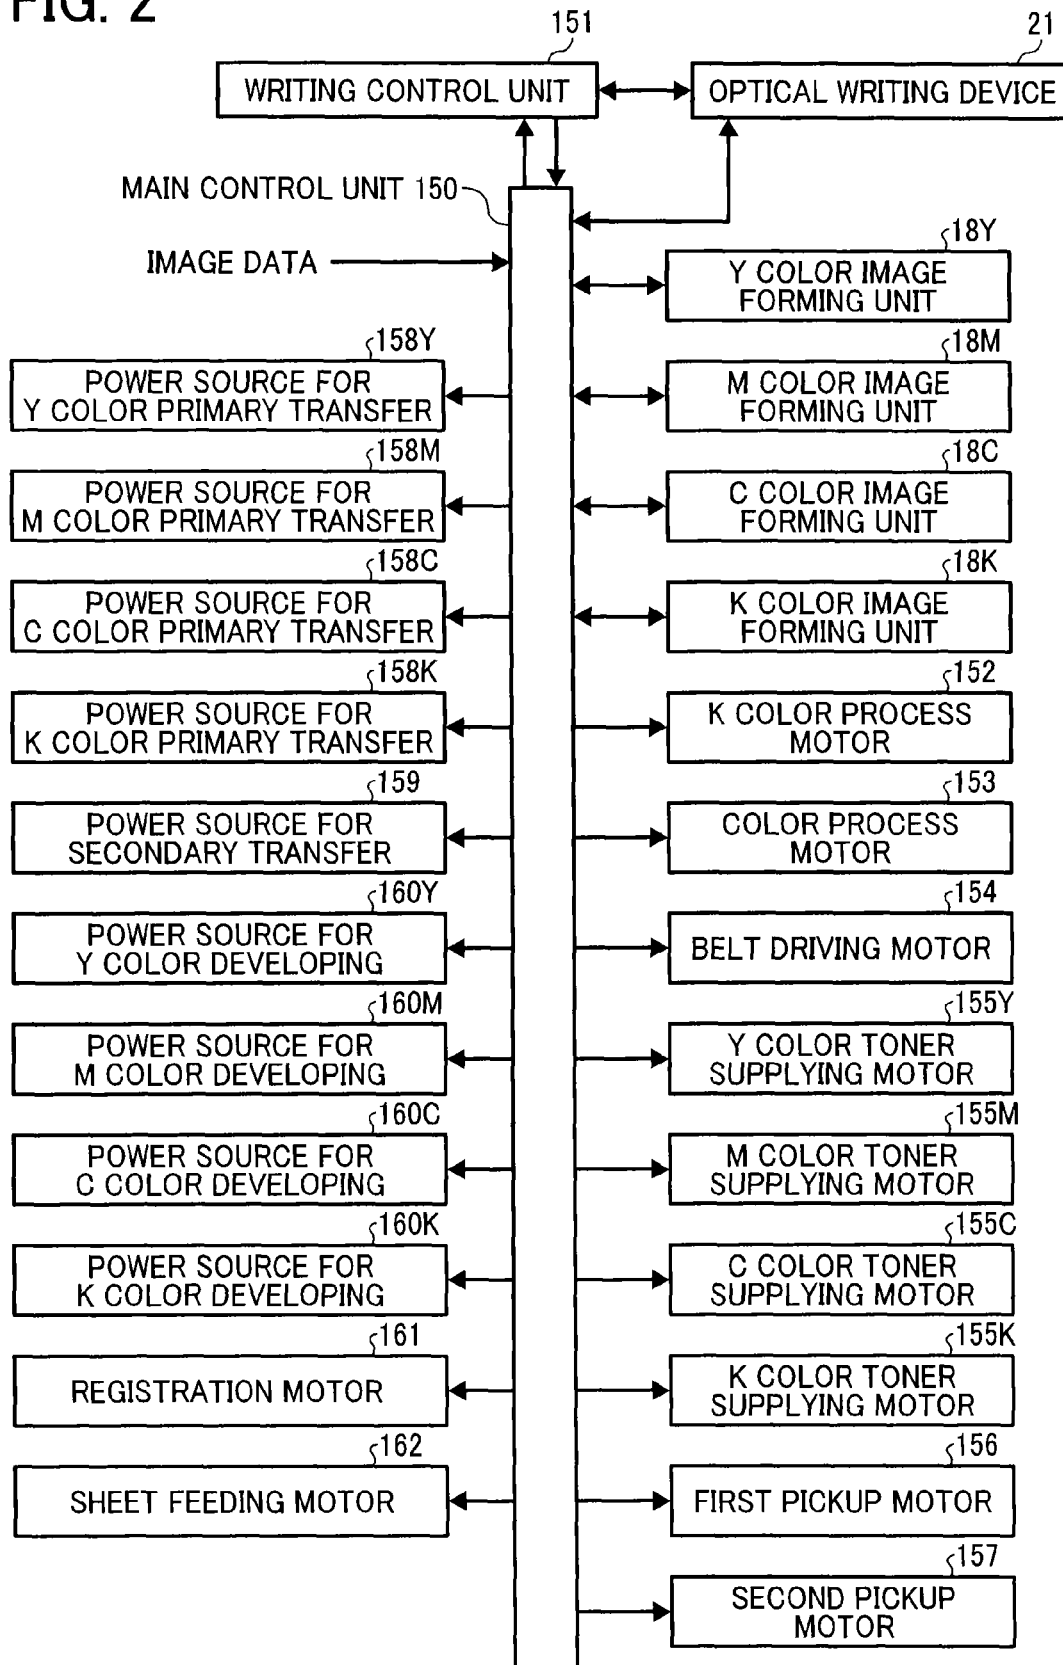 FIG. 2
151
WRITING CONTROL UNIT
21
OPTICAL WRITING DEVICE
MAIN CONTROL UNIT 150
IMAGE DATA
18Y
Y COLOR IMAGE
FORMING UNIT
158Y
POWER SOURCE FOR
Y COLOR PRIMARY TRANSFER
18M
M COLOR IMAGE
FORMING UNIT
158M
POWER SOURCE FOR
M COLOR PRIMARY TRANSFER
18C
C COLOR IMAGE
FORMING UNIT
158C
POWER SOURCE FOR
C COLOR PRIMARY TRANSFER
18K
K COLOR IMAGE
FORMING UNIT
158K
POWER SOURCE FOR
K COLOR PRIMARY TRANSFER
152
K COLOR PROCESS
MOTOR
159
POWER SOURCE FOR
SECONDARY TRANSFER
153
COLOR PROCESS
MOTOR
160Y
POWER SOURCE FOR
Y COLOR DEVELOPING
154
BELT DRIVING MOTOR
160M
POWER SOURCE FOR
M COLOR DEVELOPING
155Y
Y COLOR TONER
SUPPLYING MOTOR
160C
POWER SOURCE FOR
C COLOR DEVELOPING
155M
M COLOR TONER
SUPPLYING MOTOR
160K
POWER SOURCE FOR
K COLOR DEVELOPING
155C
C COLOR TONER
SUPPLYING MOTOR
161
REGISTRATION MOTOR
155K
K COLOR TONER
SUPPLYING MOTOR
162
SHEET FEEDING MOTOR
156
FIRST PICKUP MOTOR
157
SECOND PICKUP
MOTOR